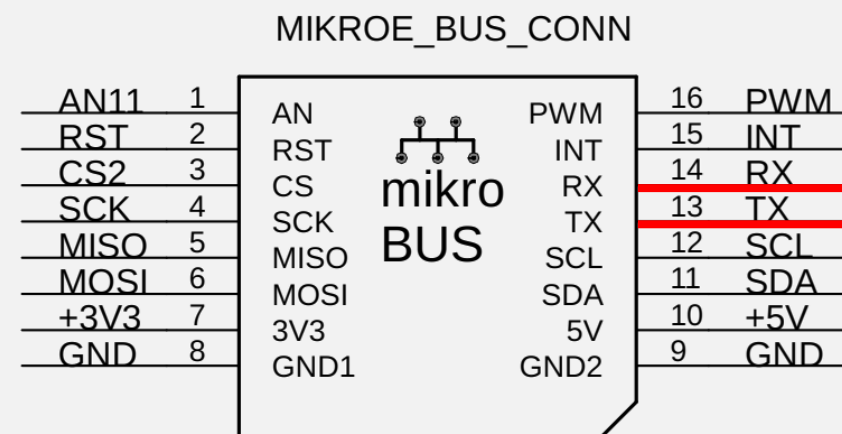 MIKROE_BUS_CONN
AN11 1 AN PWM 16 PWM
RST 2 RST INT 15 INT
CS2 3 CS RX 14 RX
SCK 4 SCK TX 13 TX
MISO 5 MISO SCL 12 SCL
MOSI 6 MOSI SDA 11 SDA
+3V3 7 3V3 5V 10 +5V
GND 8 GND1 GND2 9 GND
mikro
BUS